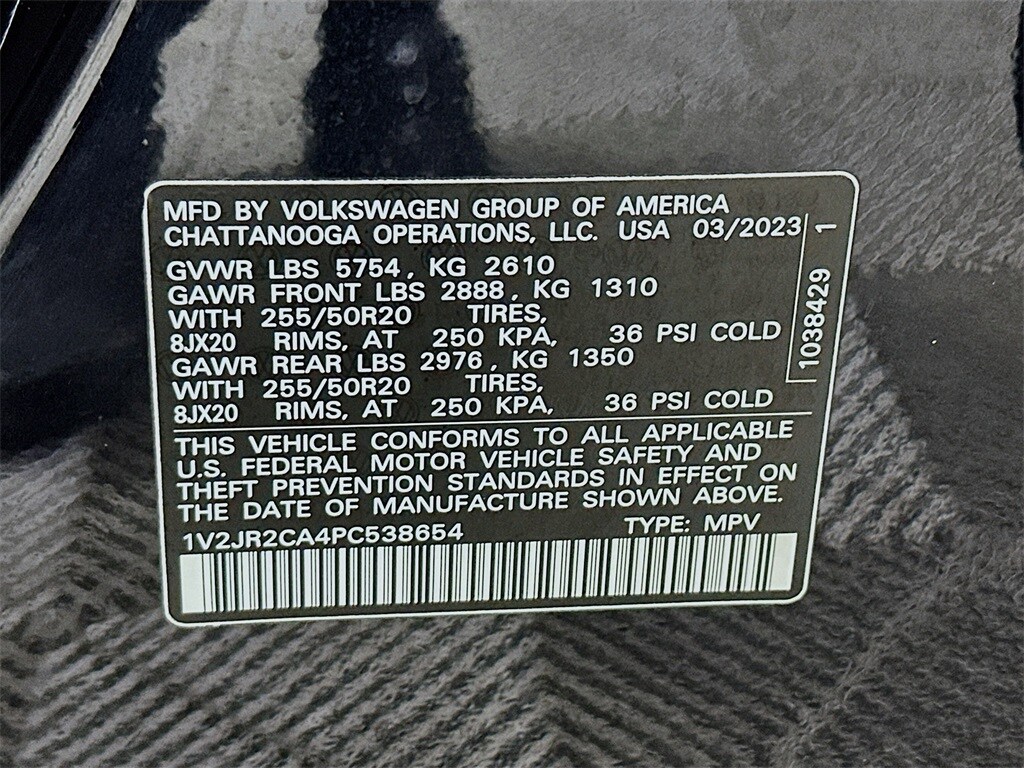 MFD BY VOLKSWAGEN GROUP OF AMERICA
CHATTANOOGA OPERATIONS, LLC. USA 03/2023
GVWR LBS 5754, KG 2610
GAWR FRONT LBS 2888, KG 1310
WITH 255/50R20 TIRES,
8JX20 RIMS, AT 250 KPA, 36 PSI COLD
GAWR REAR LBS 2976, KG 1350
WITH 255/50R20 TIRES,
8JX20 RIMS, AT 250 KPA, 36 PSI COLD
THIS VEHICLE CONFORMS TO ALL APPLICABLE
U.S. FEDERAL MOTOR VEHICLE SAFETY AND
THEFT PREVENTION STANDARDS IN EFFECT ON
THE DATE OF MANUFACTURE SHOWN ABOVE.
1V2JR2CA4PC538654 TYPE: MPV
1038429 1